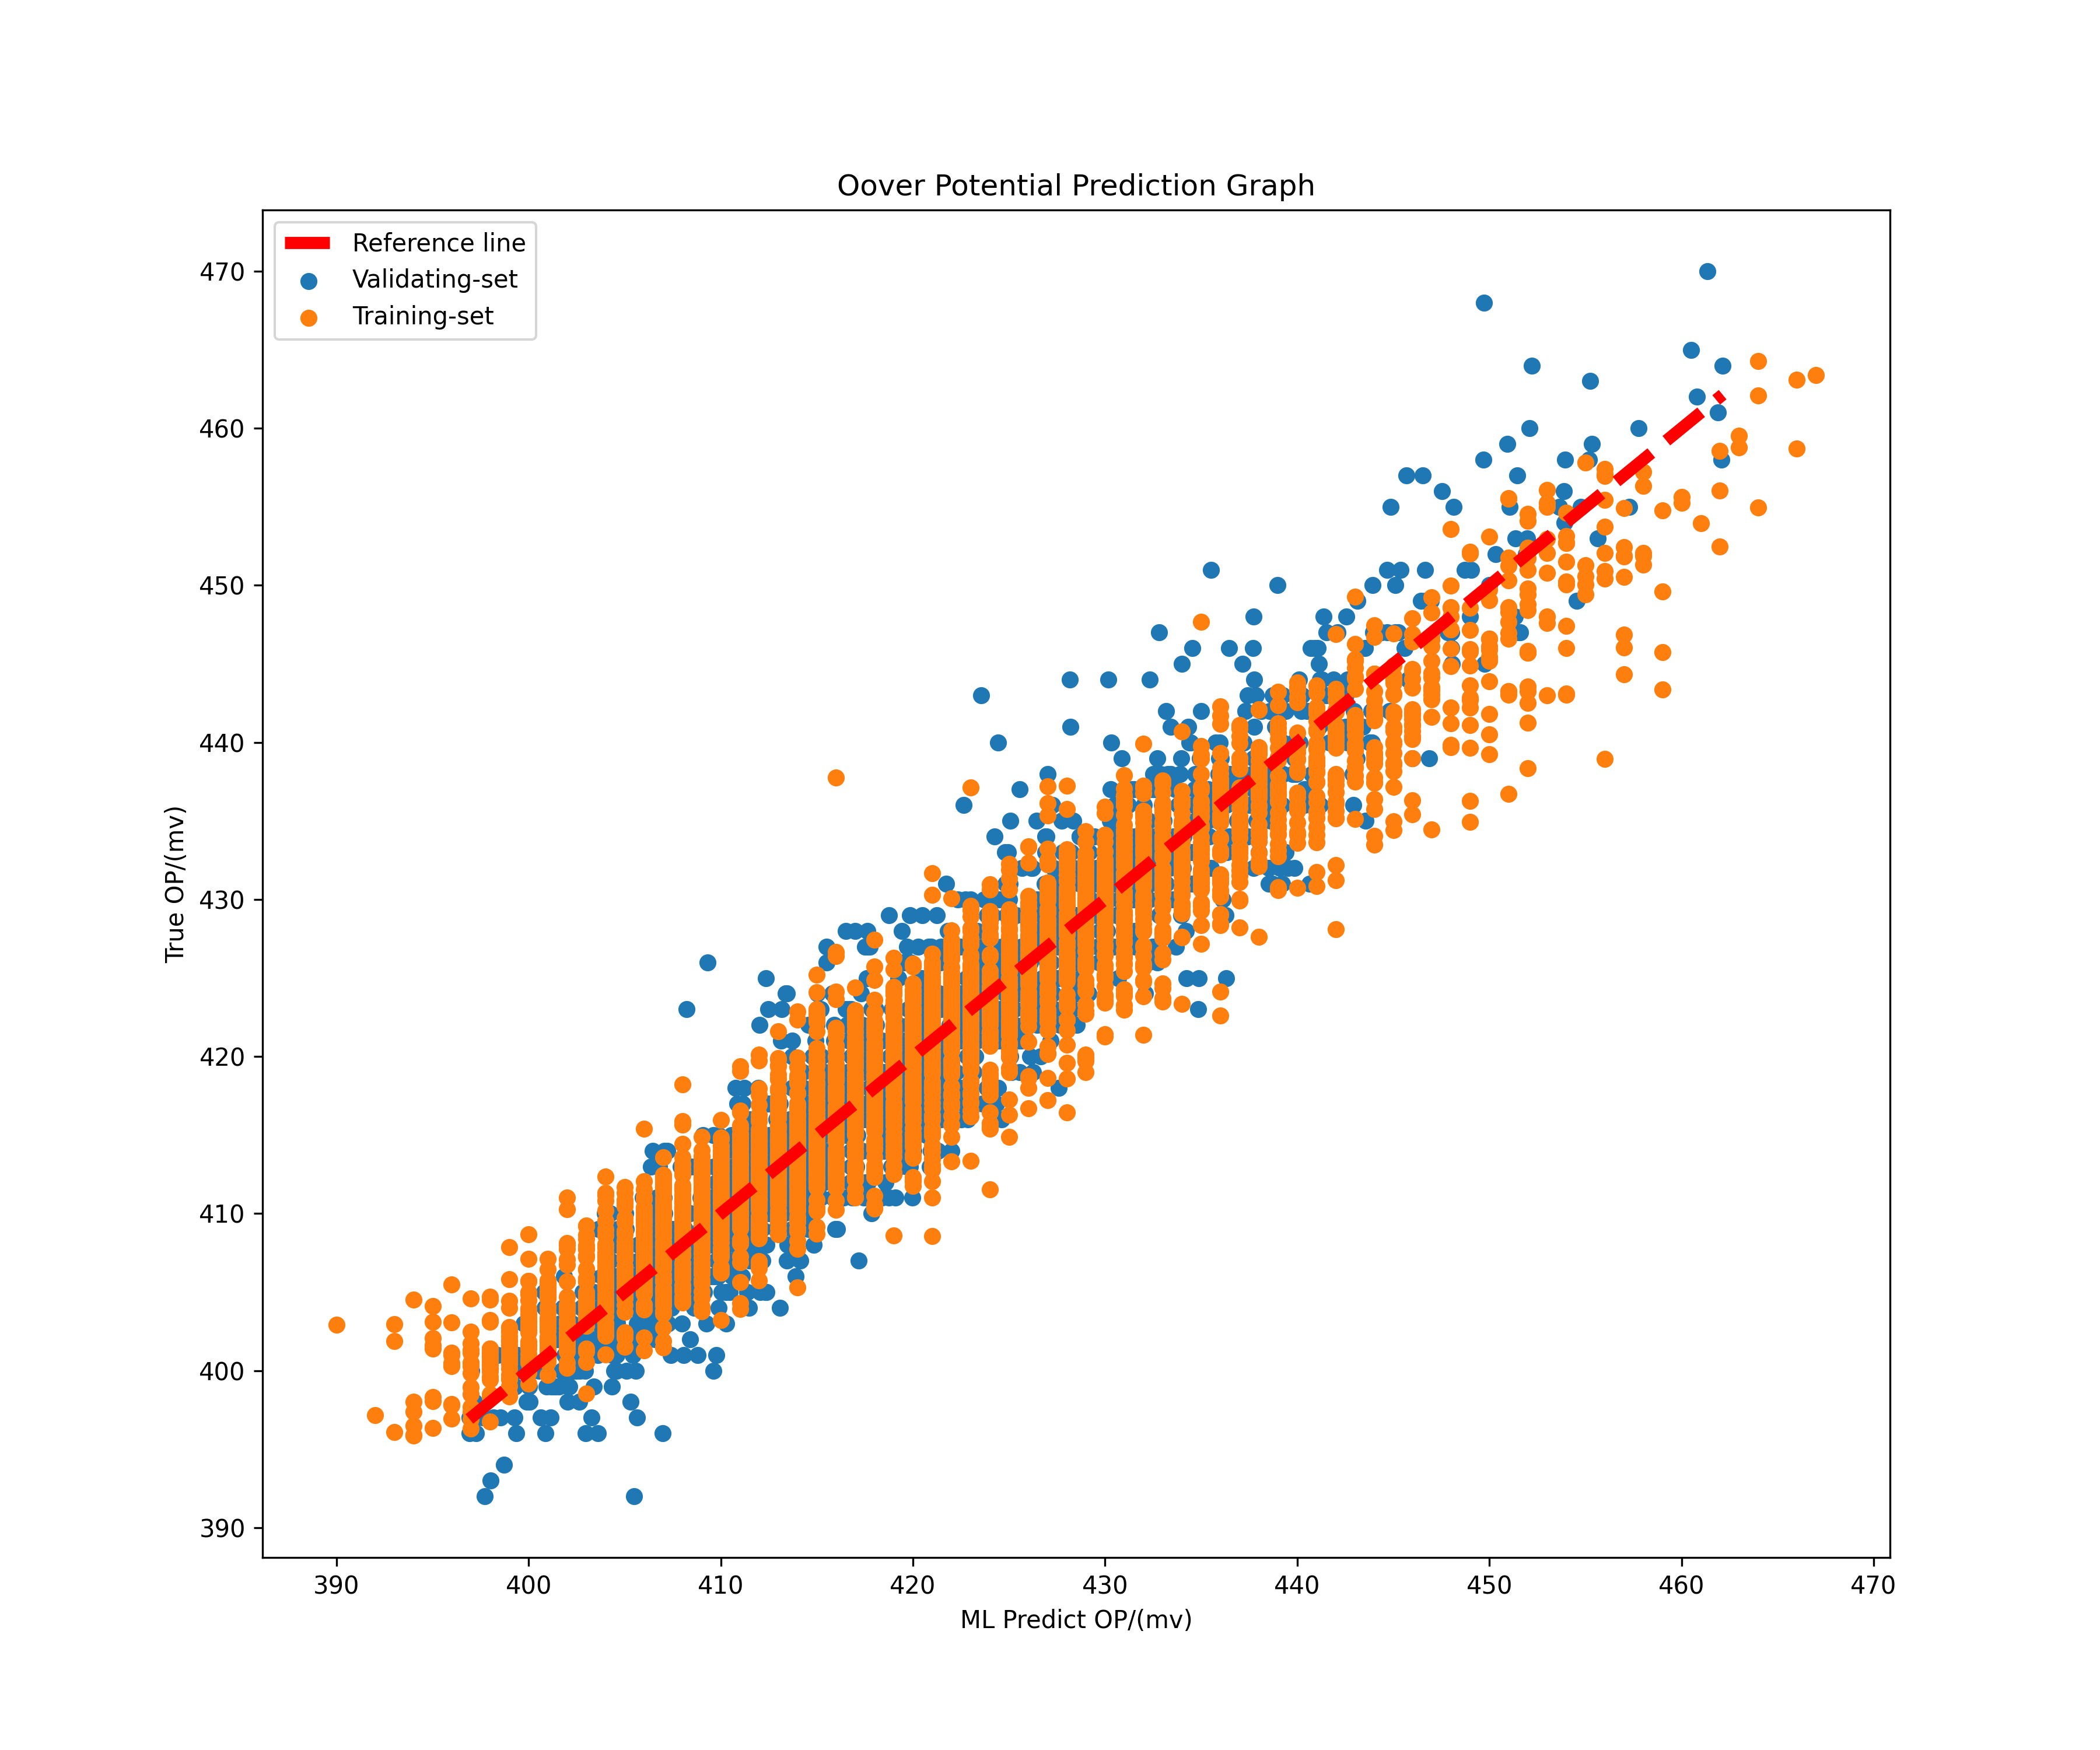 Oover Potential Prediction Graph
Reference line
Validating-set
Training-set
470
460
450
440
430
420
410
400
390
True OP/(mv)
390 400 410 420 430 440 450 460 470
ML Predict OP/(mv)